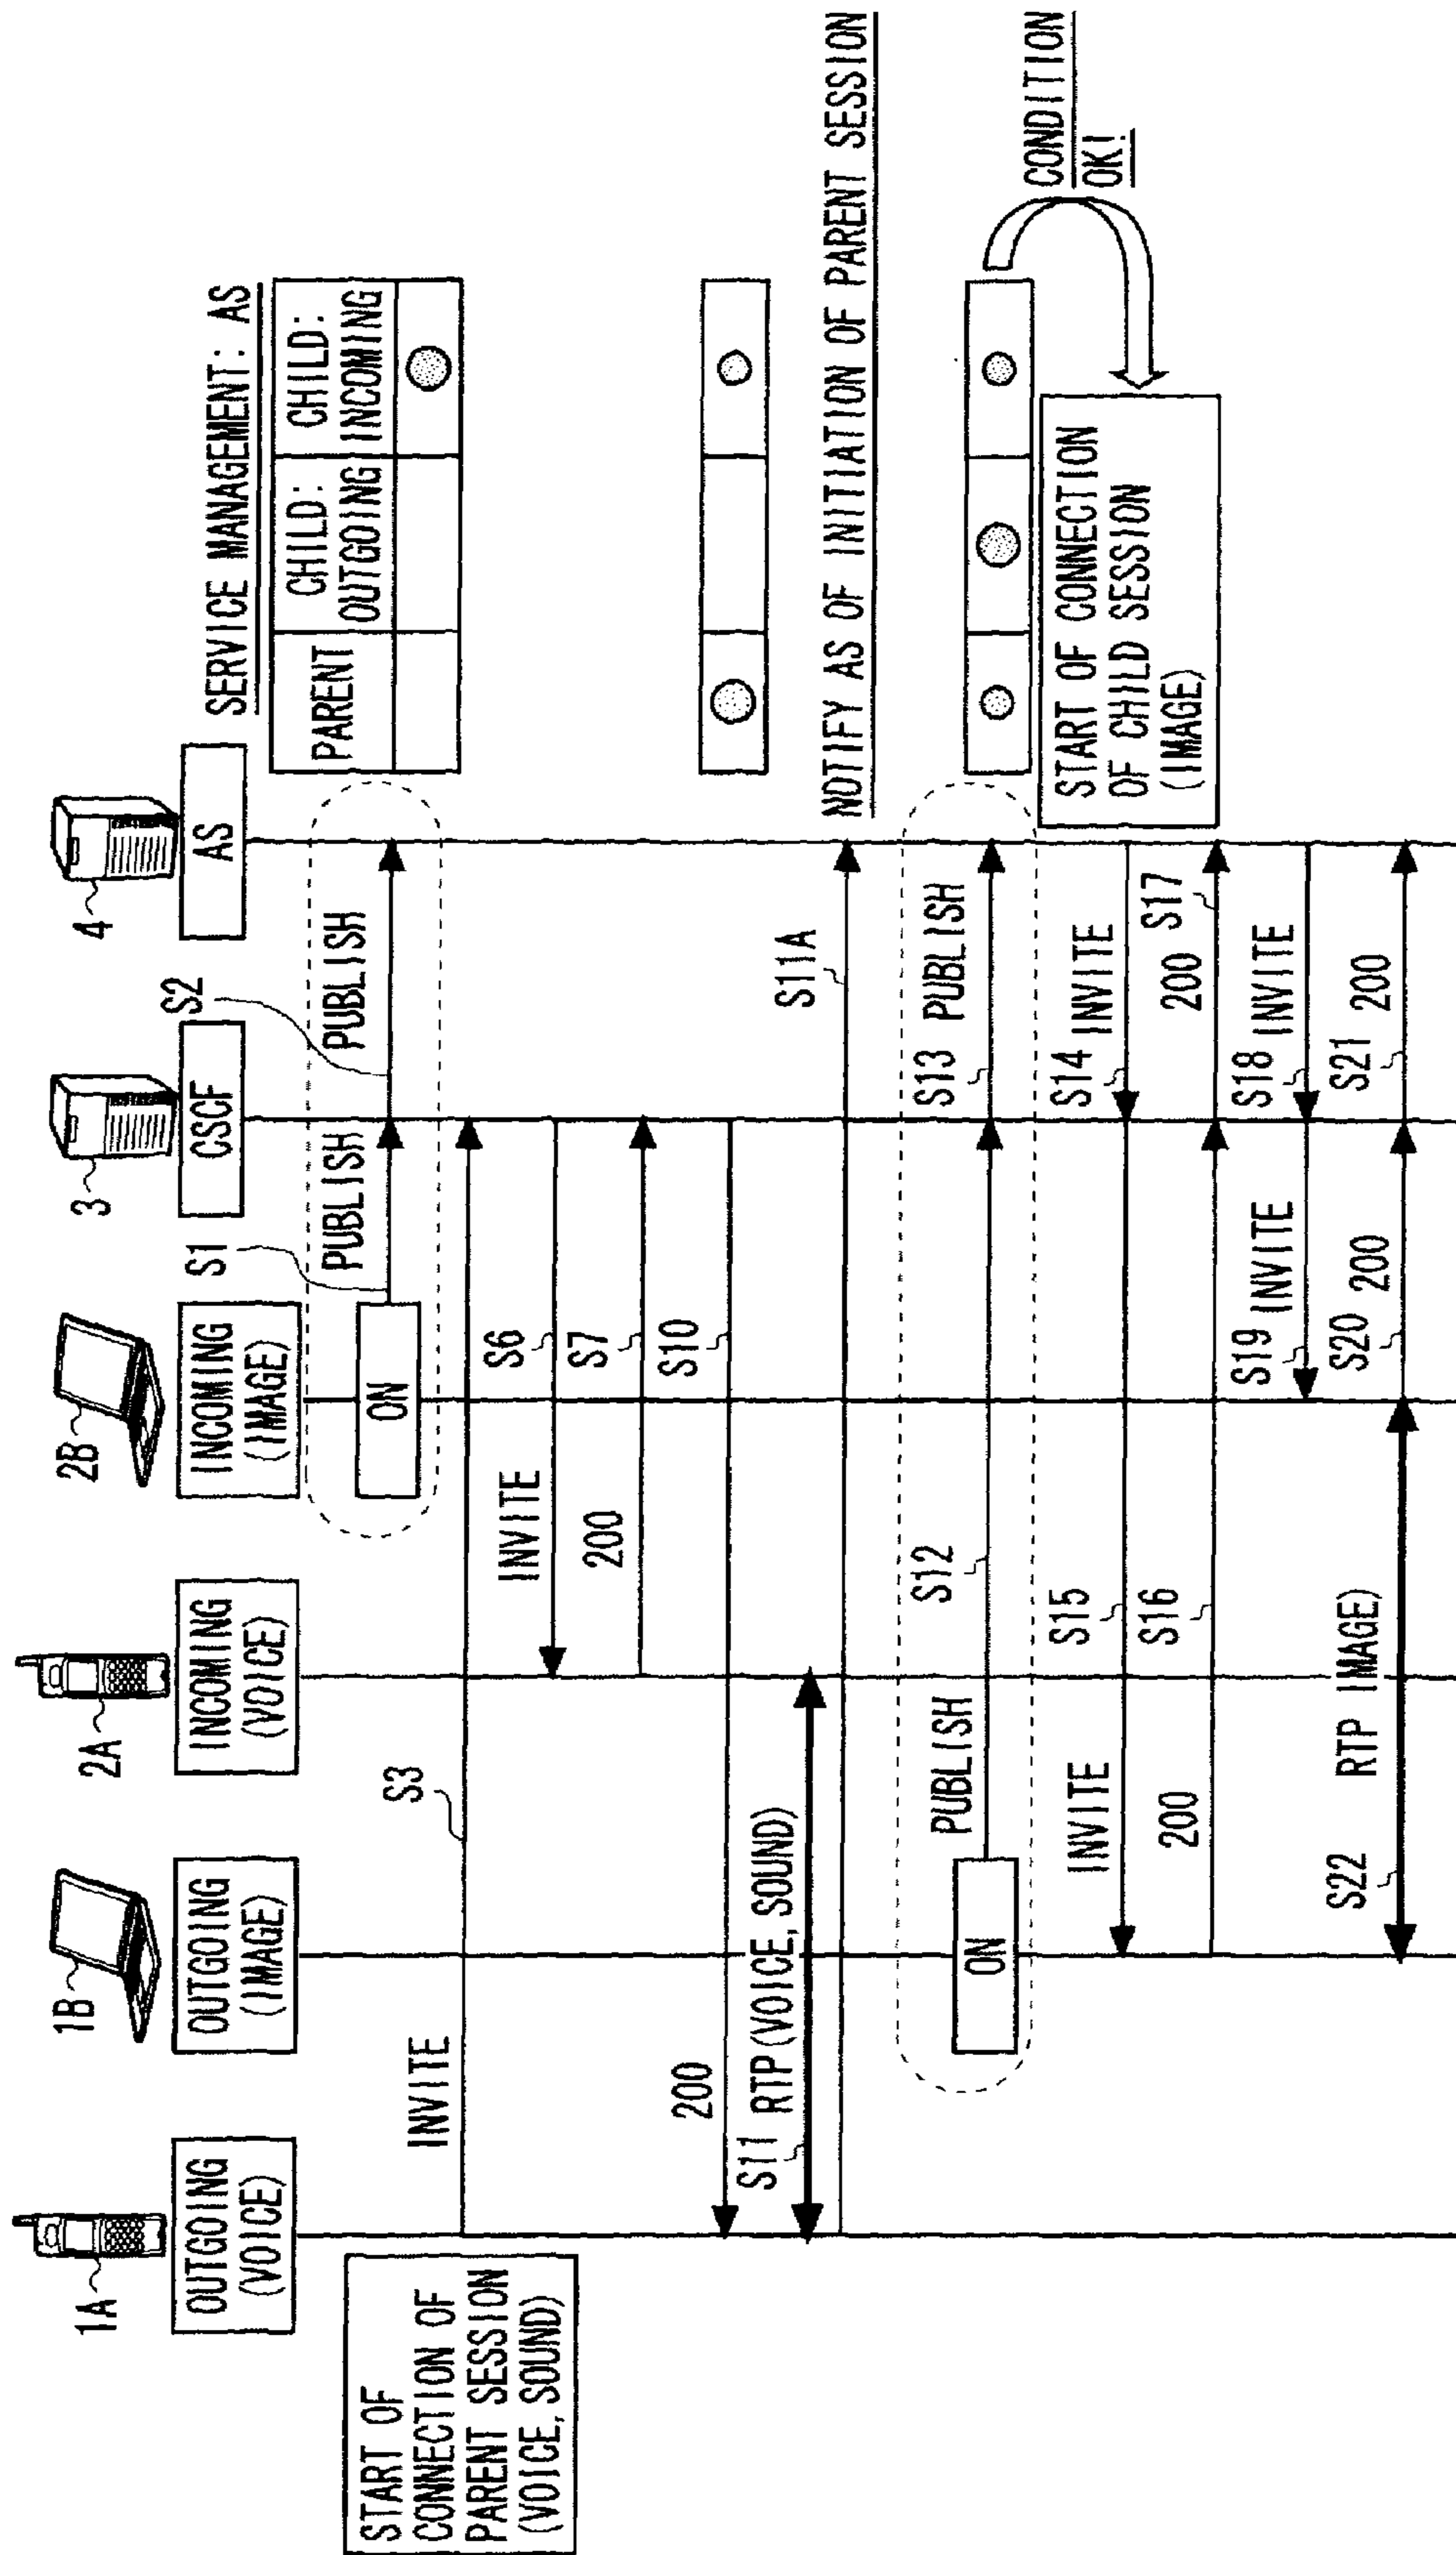 1A
OUTGOING
(VOICE)
1B
OUTGOING
(IMAGE)
2A
INCOMING
(VOICE)
2B
INCOMING
(IMAGE)
3
CSCF
4
AS
SERVICE MANAGEMENT: AS
PARENT
CHILD:
OUTGOING
CHILD:
INCOMING
START OF
CONNECTION OF
PARENT SESSION
(VOICE, SOUND)
ON
S1
PUBLISH
S2
PUBLISH
INVITE
S3
INVITE
S6
200
S7
200
S10
S11
RTP(VOICE, SOUND)
S11A
NOTIFY AS OF INITIATION OF PARENT SESSION
ON
PUBLISH
S12
S13
PUBLISH
START OF CONNECTION
OF CHILD SESSION
(IMAGE)
CONDITION
OK!
INVITE
S15
S14
INVITE
200
S16
200
S17
S19
INVITE
S18
INVITE
S22
RTP IMAGE)
S20
200
S21
200